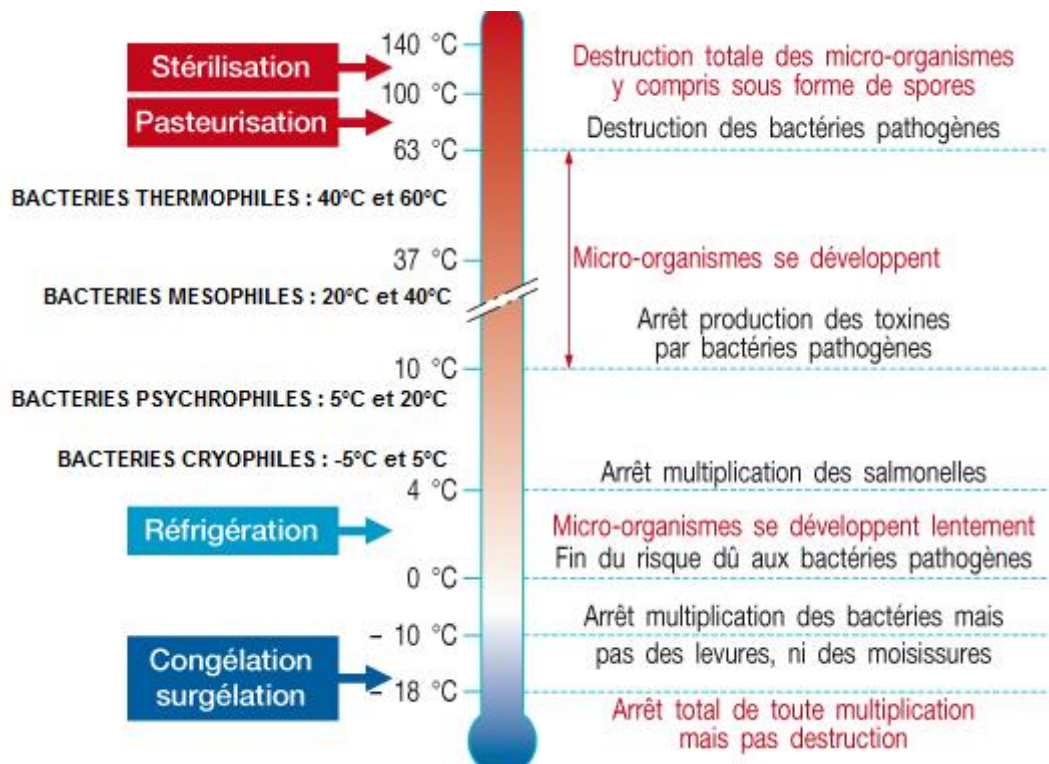 140 °C
Stérilisation
Destruction totale des micro-organismes
y compris sous forme de spores
100 °C
Pasteurisation
Destruction des bactéries pathogènes
63 °C
BACTERIES THERMOPHILES : 40°C et 60°C
37 °C
Micro-organismes se développent
BACTERIES MESOPHILES : 20°C et 40°C
Arrêt production des toxines
par bactéries pathogènes
10 °C
BACTERIES PSYCHROPHILES : 5°C et 20°C
BACTERIES CRYOPHILES : -5°C et 5°C
Arrêt multiplication des salmonelles
4 °C
Réfrigération
Micro-organismes se développent lentement
Fin du risque dû aux bactéries pathogènes
0 °C
Arrêt multiplication des bactéries mais
– 10 °C
pas des levures, ni des moisissures
Congélation
surgélation
– 18 °C
Arrêt total de toute multiplication
mais pas destruction